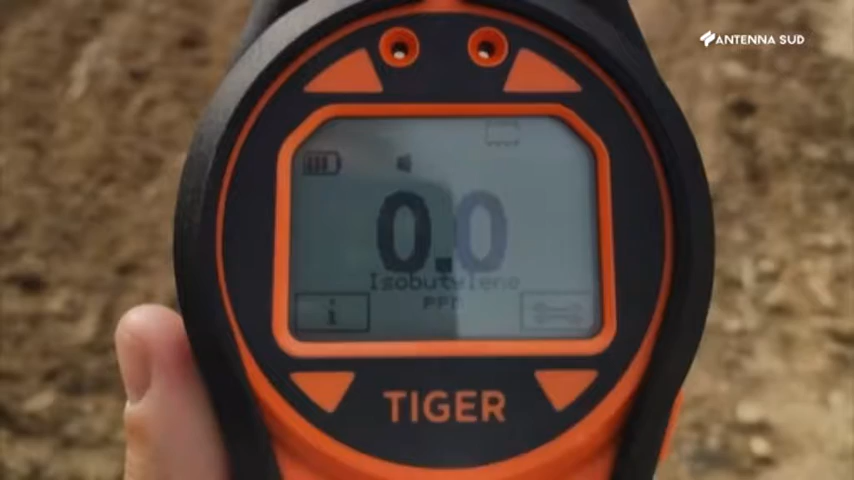 ANTENNA SUD
0.0
Isobutylene
PPM
i
TIGER